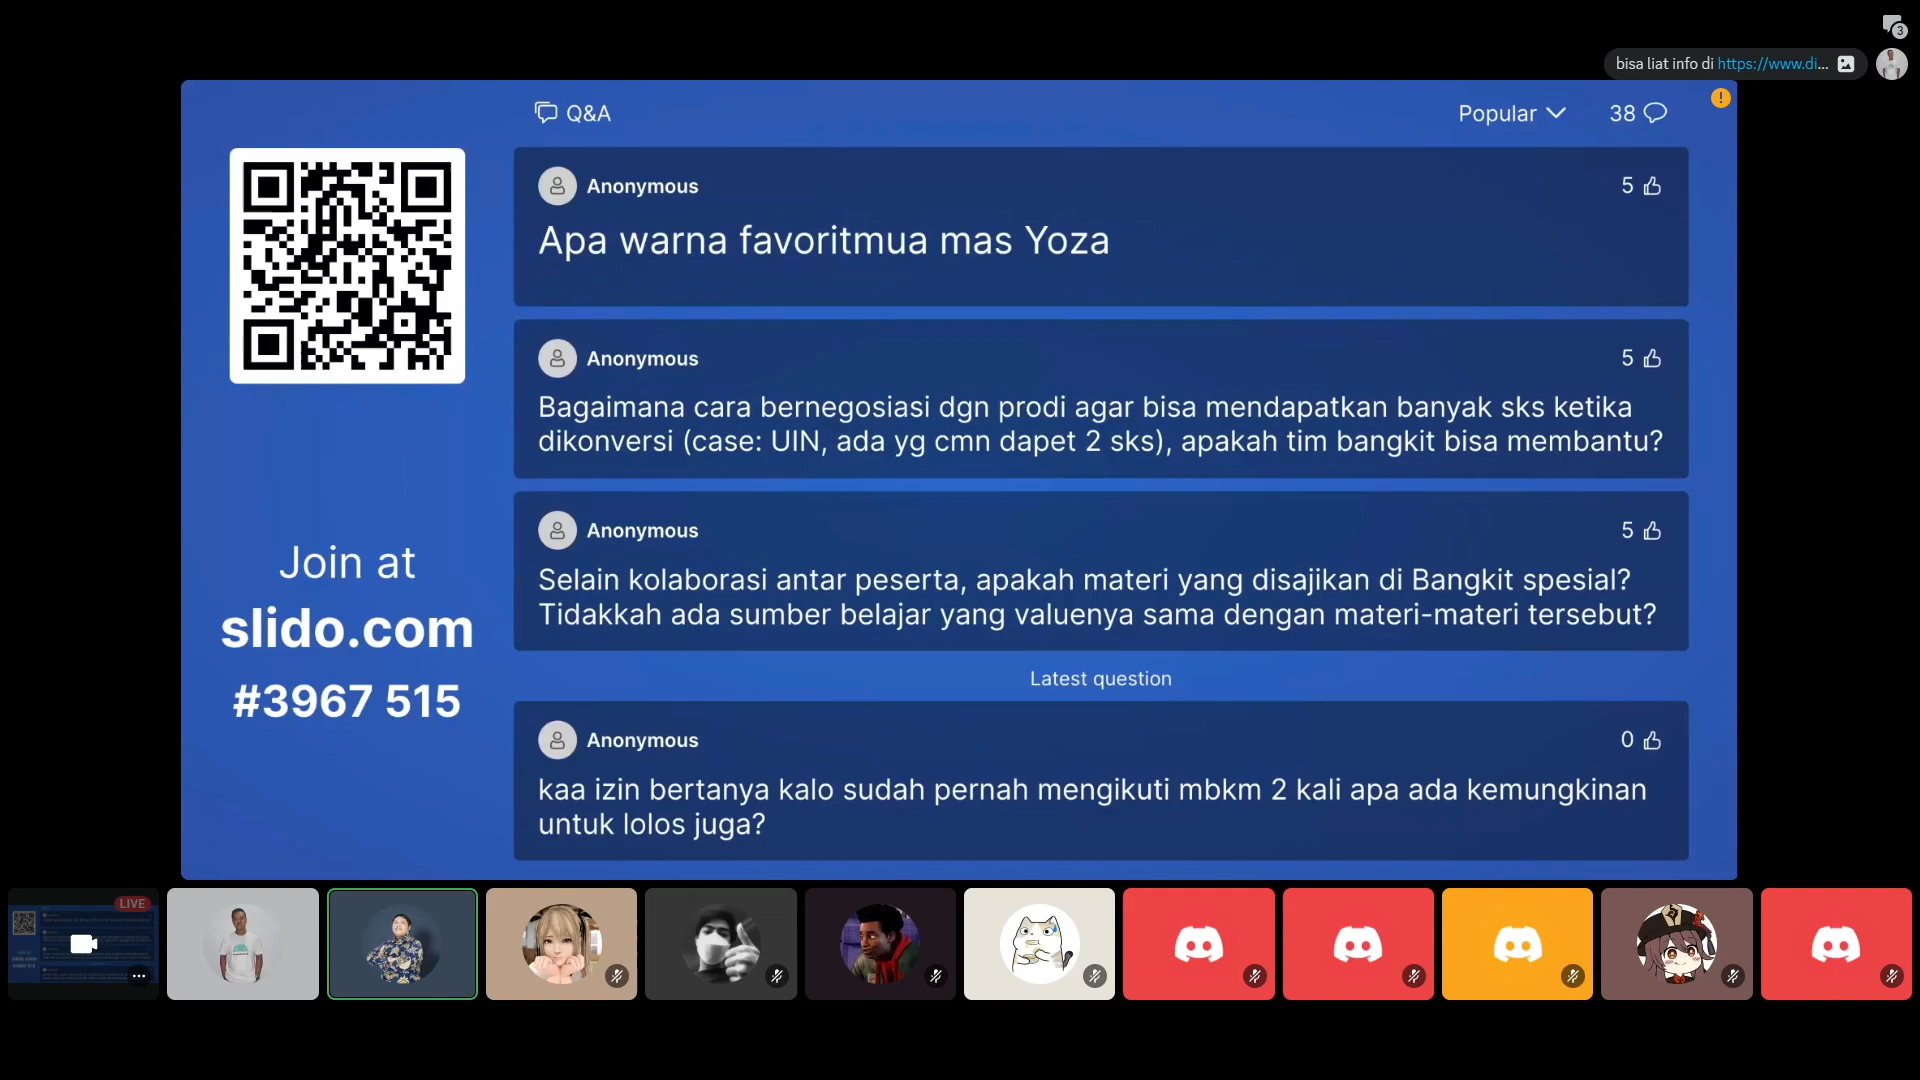 3
bisa liat info di https://www.di...
Q&A
Popular
38
Anonymous
5
Apa warna favoritmua mas Yoza
Anonymous
5
Bagaimana cara bernegosiasi dgn prodi agar bisa mendapatkan banyak sks ketika
dikonversi (case: UIN, ada yg cmn dapet 2 sks), apakah tim bangkit bisa membantu?
Anonymous
5
Selain kolaborasi antar peserta, apakah materi yang disajikan di Bangkit spesial?
Tidakkah ada sumber belajar yang valuenya sama dengan materi-materi tersebut?
Join at
slido.com
#3967 515
Latest question
Anonymous
0
kaa izin bertanya kalo sudah pernah mengikuti mbkm 2 kali apa ada kemungkinan
untuk lolos juga?
LIVE